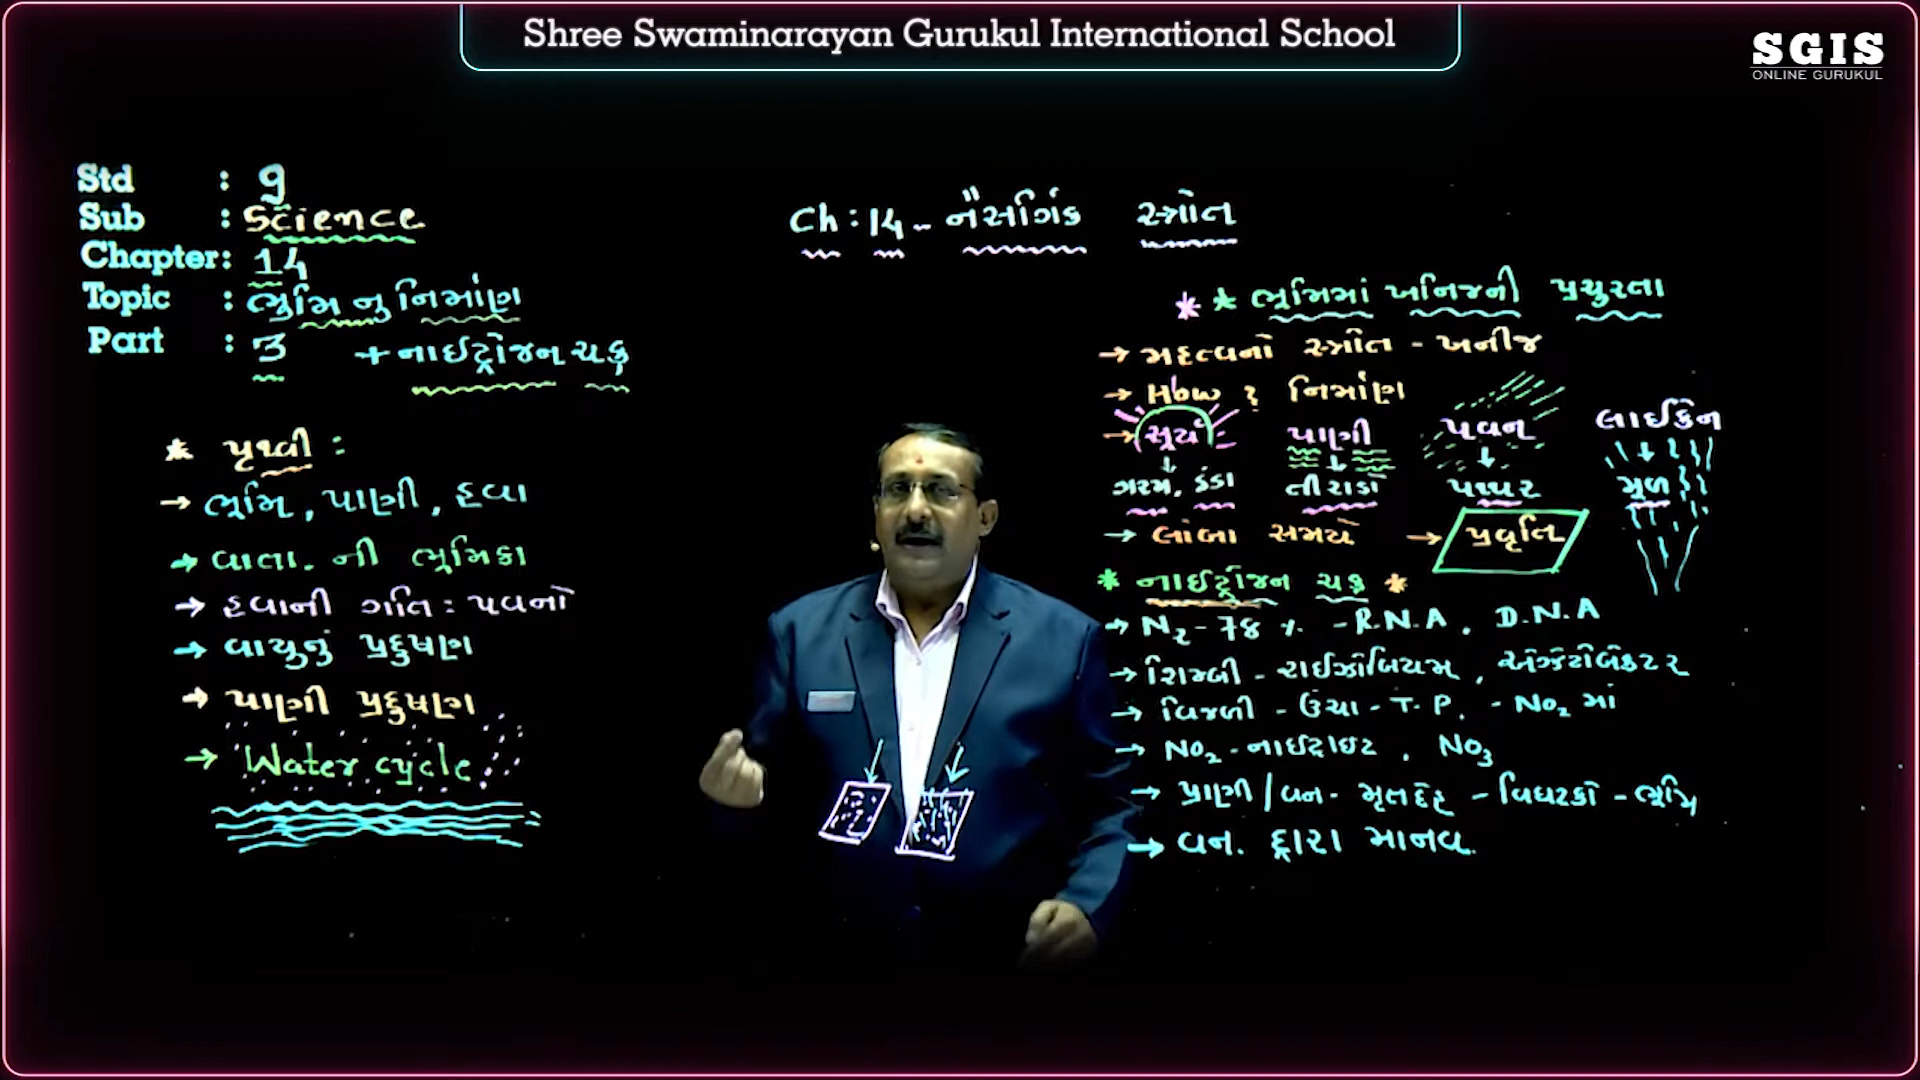 Shree Swaminarayan Gurukul International School
SGIS
ONLINE GURUKUL
Std : 9
Sub : Science
Chapter: 14
Topic : ભુમિ નુ નિર્માણ
Part : ૩ + નાઈટ્રોજન ચક્ર
* પૃથ્વી :
→ ભૂમિ, પાણી, હવા
→ વાતા. ની ભૂમિકા
→ હવાની ગતિ : પવનો
→ વાયુનું પ્રદુષણ
→ પાણી પ્રદુષણ
→ Water cycle
Ch : 14 - નૈસર્ગિક સ્ત્રોત
* * ભૂમિમાં ખનિજની પ્રચુરતા
→ મહત્વનો સ્ત્રોત - ખનીજ
→ How ? નિર્માણ
→ સૂર્ય પાણી પવન લાઈકેન
ગરમ, ઠંડા તીરાડો પથ્થર મૂળ
→ લાંબા સમયે → પ્રવૃતિ
* નાઈટ્રોજન ચક્ર *
→ N₂ - 78 % - R.N.A, D.N.A
→ શિમ્બી - રાઈઝોબિયમ, એઝેટોબેક્ટર
→ વિજળી - ઉંચા - T. P. - NO₂ માં
→ NO₂ - નાઈટ્રાઇટ, NO₃
→ પ્રાણી / વન - મૃતદેહ - વિઘટકો - ભૂમિ
→ વન. દ્વારા માનવ.